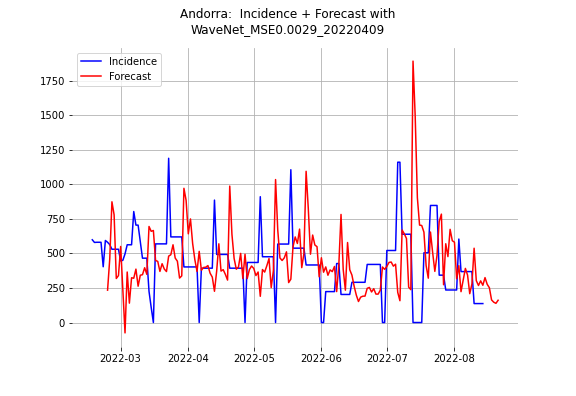 Andorra:  Incidence + Forecast with
WaveNet_MSE0.0029_20220409
Incidence
Forecast
1750
1500
1250
1000
750
500
250
0
2022-03 2022-04 2022-05 2022-06 2022-07 2022-08